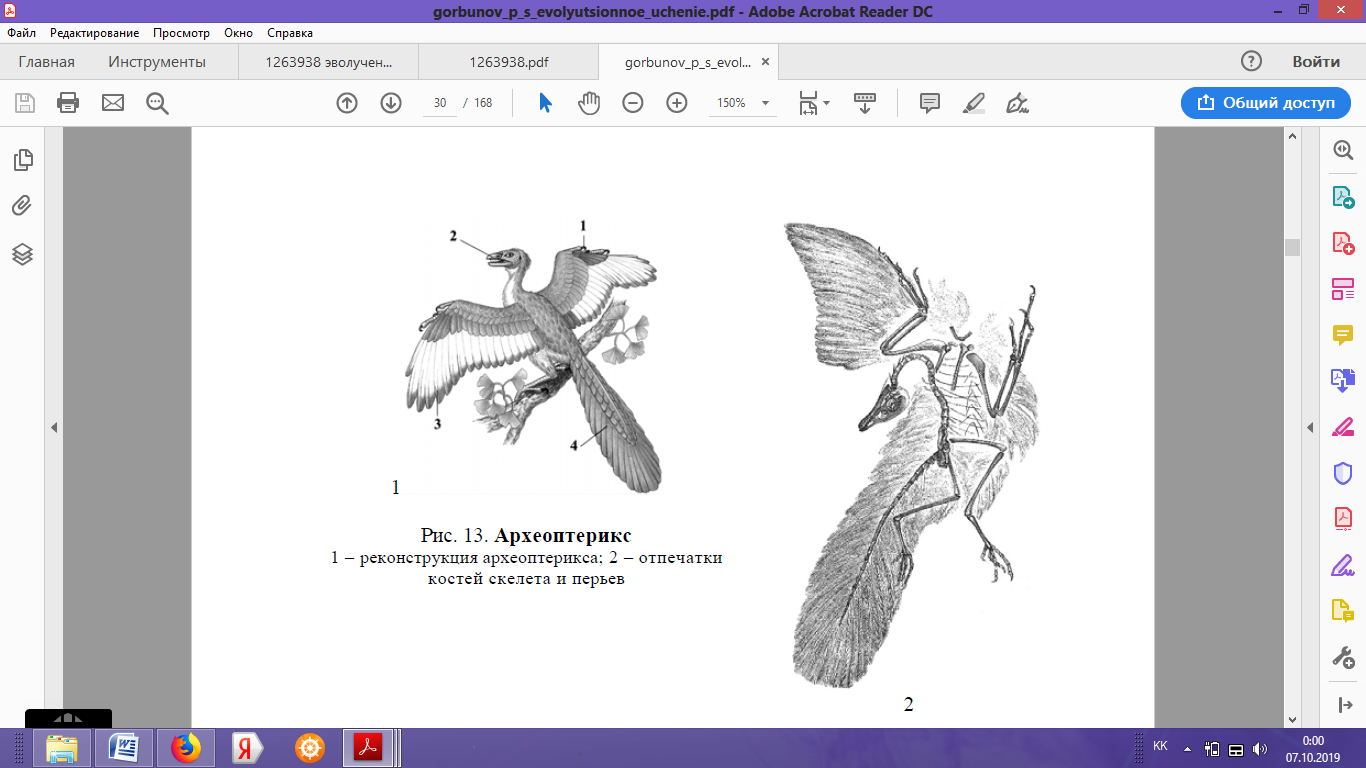 gorbunov_p_s_evolyutsionnoe_uchenie.pdf - Adobe Acrobat Reader DC
Файл Редактирование Просмотр Окно Справка
Главная Инструменты 1263938 эволучен... 1263938.pdf gorbunov_p_s_evol... Войти
30 / 168 150% Общий доступ
1
2
3
4
1
Рис. 13. Археоптерикс
1 – реконструкция археоптерикса; 2 – отпечатки
костей скелета и перьев
2
KK 0:00
07.10.2019